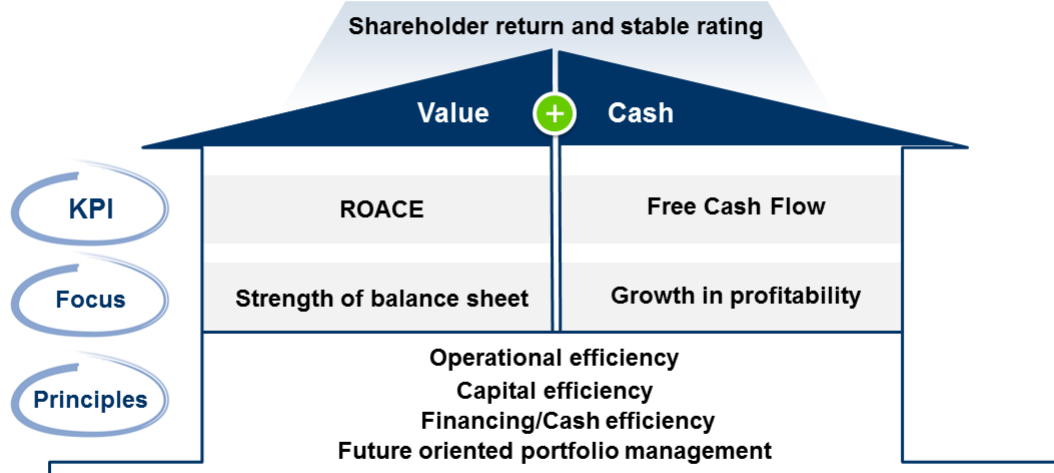 Shareholder return and stable rating
Value + Cash
KPI
ROACE
Free Cash Flow
Focus
Strength of balance sheet
Growth in profitability
Principles
Operational efficiency
Capital efficiency
Financing/Cash efficiency
Future oriented portfolio management